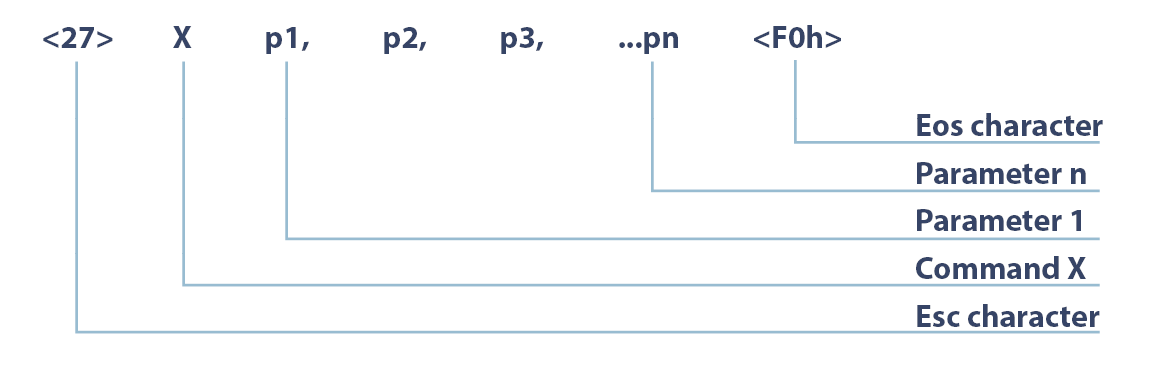 <27> X p1, p2, p3, ...pn <F0h>
Eos character
Parameter n
Parameter 1
Command X
Esc character